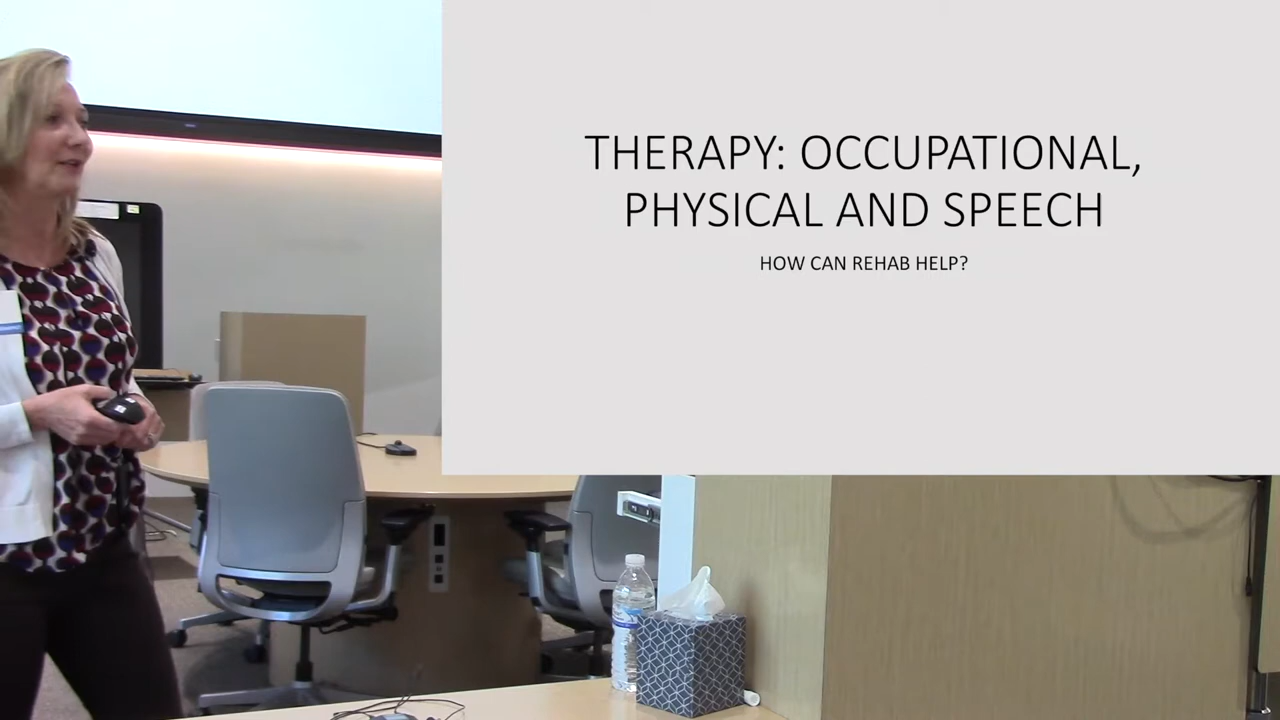 THERAPY: OCCUPATIONAL,
PHYSICAL AND SPEECH
HOW CAN REHAB HELP?